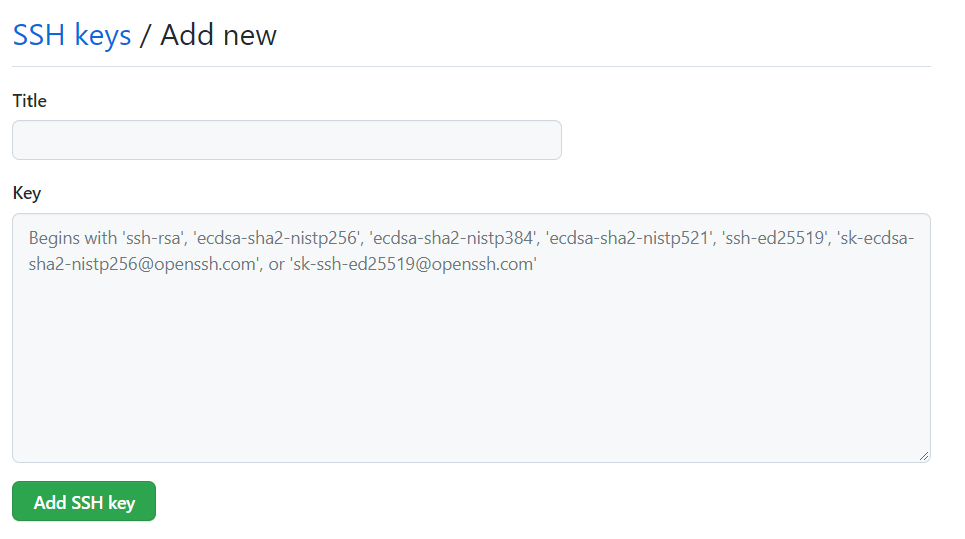 SSH keys / Add new
Title
Key
Begins with 'ssh-rsa', 'ecdsa-sha2-nistp256', 'ecdsa-sha2-nistp384', 'ecdsa-sha2-nistp521', 'ssh-ed25519', 'sk-ecdsa-
sha2-nistp256@openssh.com', or 'sk-ssh-ed25519@openssh.com'
Add SSH key